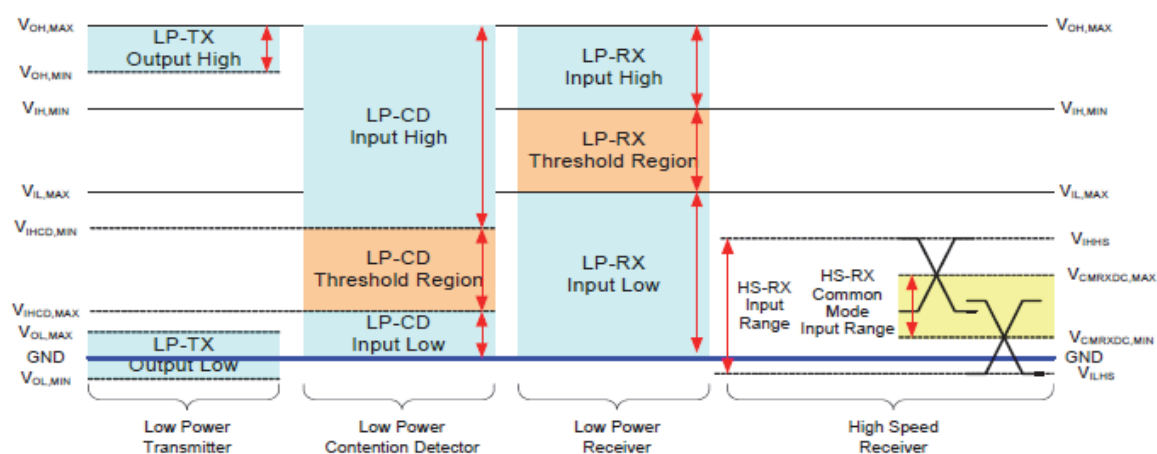 VOH,MAX
LP-TX
Output High
VOH,MIN
VIH,MIN
VIL,MAX
VIHCD,MIN
VIHCD,MAX
VOL,MAX
LP-TX
GND
Output Low
VOL,MIN
LP-CD
Input High
LP-CD
Threshold Region
LP-CD
Input Low
LP-RX
Input High
LP-RX
Threshold Region
LP-RX
Input Low
HS-RX
Input
Range
HS-RX
Common
Mode
Input Range
VOH,MAX
VIH,MIN
VIL,MAX
VIHHS
VCMRXDC,MAX
VCMRXDC,MIN
GND
VILHS
Low Power
Transmitter
Low Power
Contention Detector
Low Power
Receiver
High Speed
Receiver